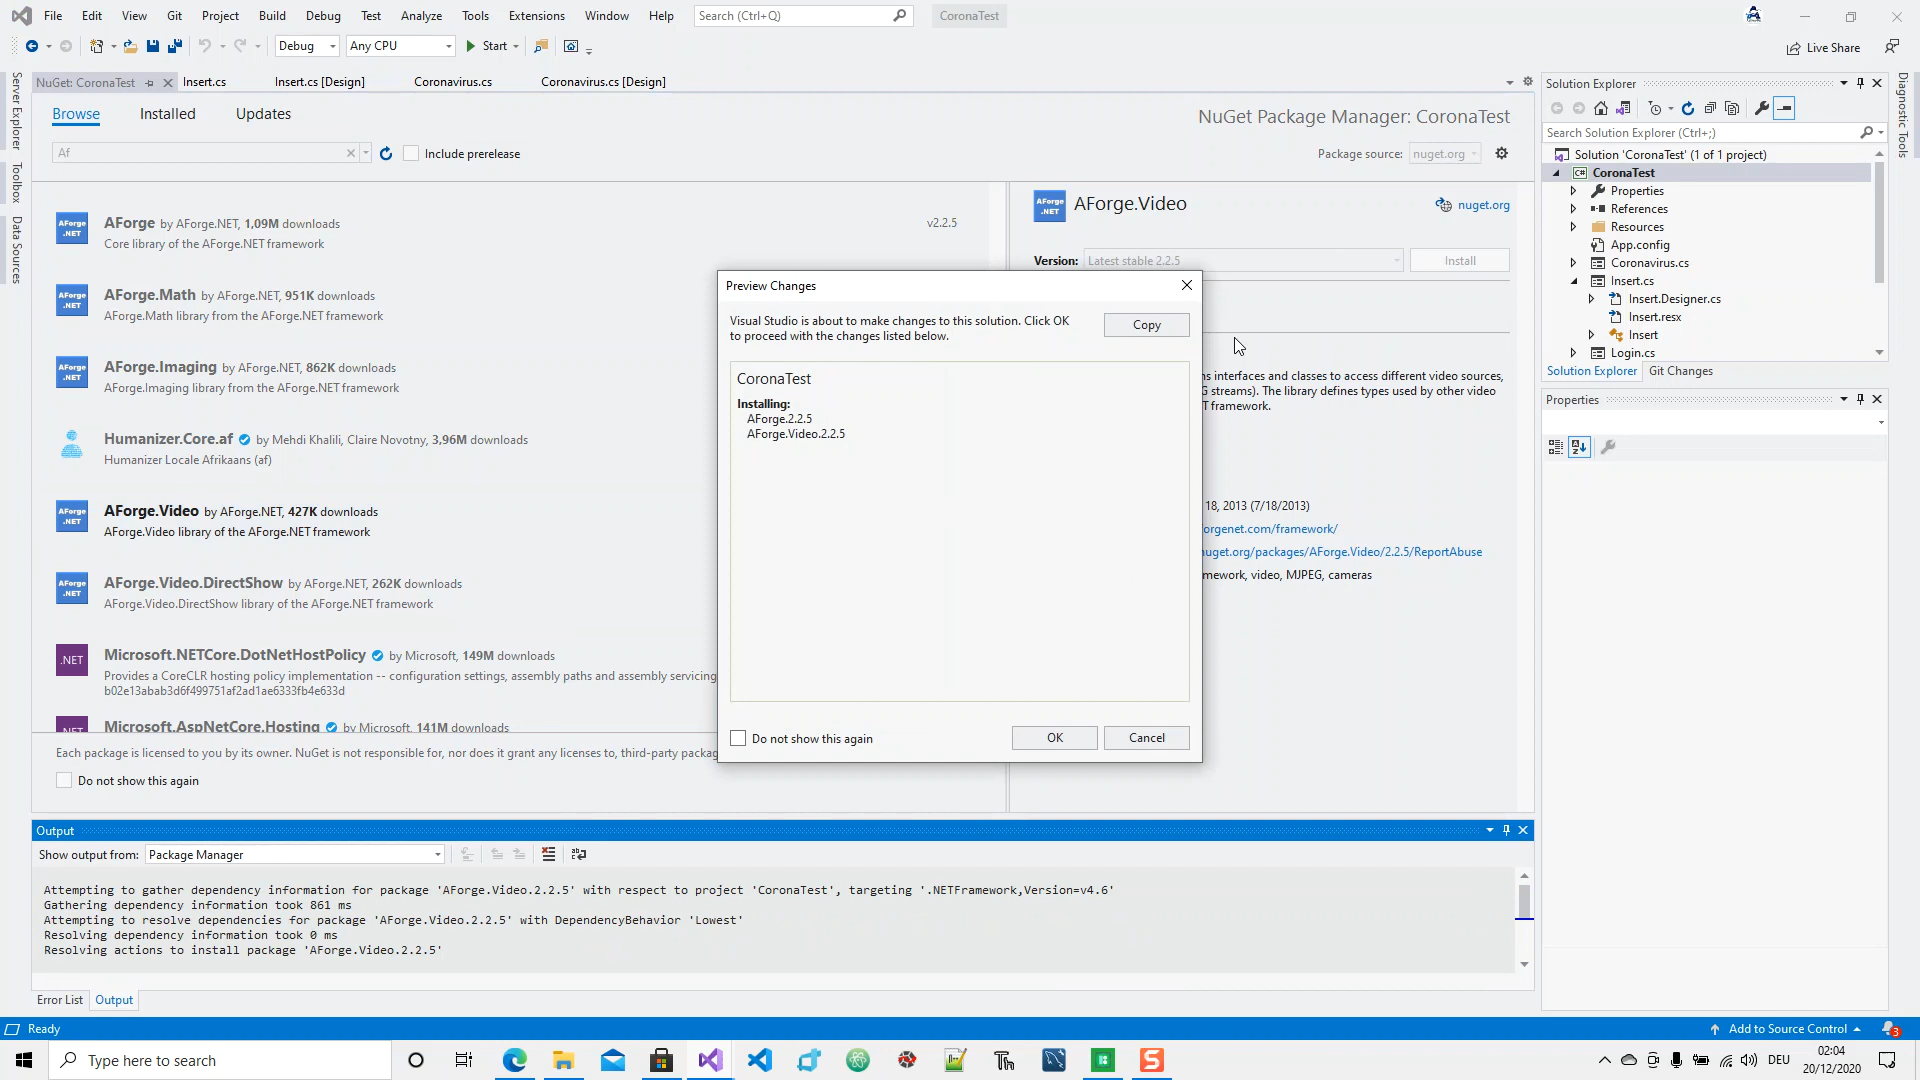 File Edit View Git Project Build Debug Test Analyze Tools Extensions Window Help Search (Ctrl+Q) CoronaTest
Debug Any CPU Start Live Share
Server Explorer
Toolbox
Data Sources
NuGet: CoronaTest Insert.cs Insert.cs [Design] Coronavirus.cs Coronavirus.cs [Design]
Browse Installed Updates NuGet Package Manager: CoronaTest
Af Include prerelease Package source: nuget.org
AForge by AForge.NET, 1,09M downloads v2.2.5
Core library of the AForge.NET framework
AForge.Math by AForge.NET, 951K downloads
AForge.Math library from the AForge.NET framework
AForge.Imaging by AForge.NET, 862K downloads
AForge.Imaging library from the AForge.NET framework
Humanizer.Core.af by Mehdi Khalili, Claire Novotny, 3,96M downloads
Humanizer Locale Afrikaans (af)
AForge.Video by AForge.NET, 427K downloads
AForge.Video library of the AForge.NET framework
AForge.Video.DirectShow by AForge.NET, 262K downloads
AForge.Video.DirectShow library of the AForge.NET framework
.NET Microsoft.NETCore.DotNetHostPolicy by Microsoft, 149M downloads
Provides a CoreCLR hosting policy implementation -- configuration settings, assembly paths and assembly servicing
b02e13abab3d6f499751af2ad1ae6333fb4e633d
Microsoft.AspNetCore.Hosting by Microsoft, 141M downloads
Each package is licensed to you by its owner. NuGet is not responsible for, nor does it grant any licenses to, third-party packag
Do not show this again
AForge .NET AForge.Video nuget.org
Version: Latest stable 2.2.5 Install
ns interfaces and classes to access different video sources,
G streams). The library defines types used by other video
T framework.
18, 2013 (7/18/2013)
orgenet.com/framework/
nuget.org/packages/AForge.Video/2.2.5/ReportAbuse
mework, video, MJPEG, cameras
Preview Changes
Visual Studio is about to make changes to this solution. Click OK
to proceed with the changes listed below.
Copy
CoronaTest
Installing:
AForge.2.2.5
AForge.Video.2.2.5
Do not show this again OK Cancel
Solution Explorer
Search Solution Explorer (Ctrl+;)
Solution 'CoronaTest' (1 of 1 project)
C# CoronaTest
Properties
References
Resources
App.config
Coronavirus.cs
Insert.cs
Insert.Designer.cs
Insert.resx
Insert
Login.cs
Solution Explorer Git Changes
Properties
Diagnostic Tools
Output
Show output from: Package Manager
Attempting to gather dependency information for package 'AForge.Video.2.2.5' with respect to project 'CoronaTest', targeting '.NETFramework,Version=v4.6'
Gathering dependency information took 861 ms
Attempting to resolve dependencies for package 'AForge.Video.2.2.5' with DependencyBehavior 'Lowest'
Resolving dependency information took 0 ms
Resolving actions to install package 'AForge.Video.2.2.5'
Error List Output
Ready Add to Source Control 3
Type here to search DEU 02:04
20/12/2020